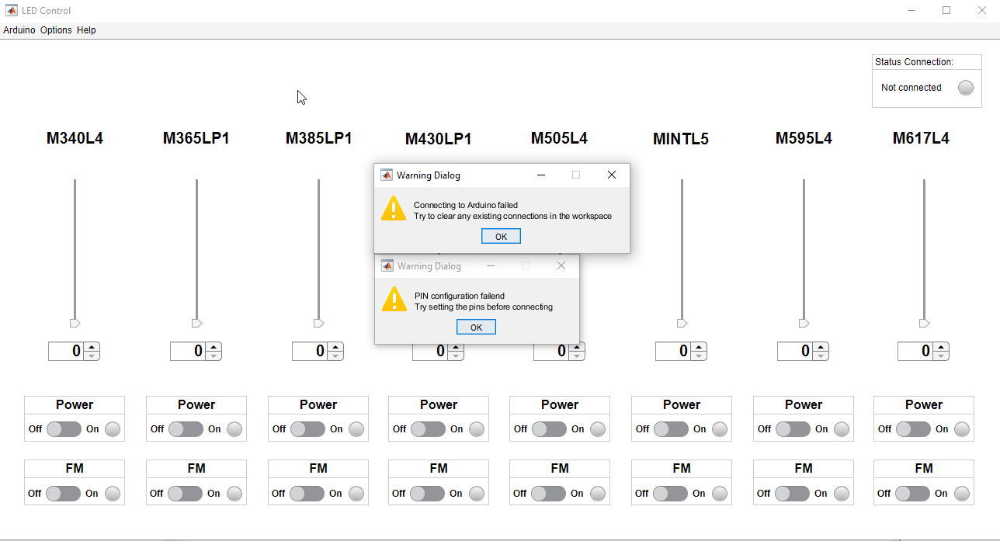 LED Control
Arduino Options Help
Status Connection:
Not connected
M340L4 M365LP1 M385LP1 M430LP1 M505L4 MINTL5 M595L4 M617L4
Warning Dialog
Connecting to Arduino failed
Try to clear any existing connections in the workspace
OK
Warning Dialog
PIN configuration failend
Try setting the pins before connecting
OK
0 0 0 0 0 0 0 0
Power Power Power Power Power Power Power Power
Off On Off On Off On Off On Off On Off On Off On Off On
FM FM FM FM FM FM FM FM
Off On Off On Off On Off On Off On Off On Off On Off On